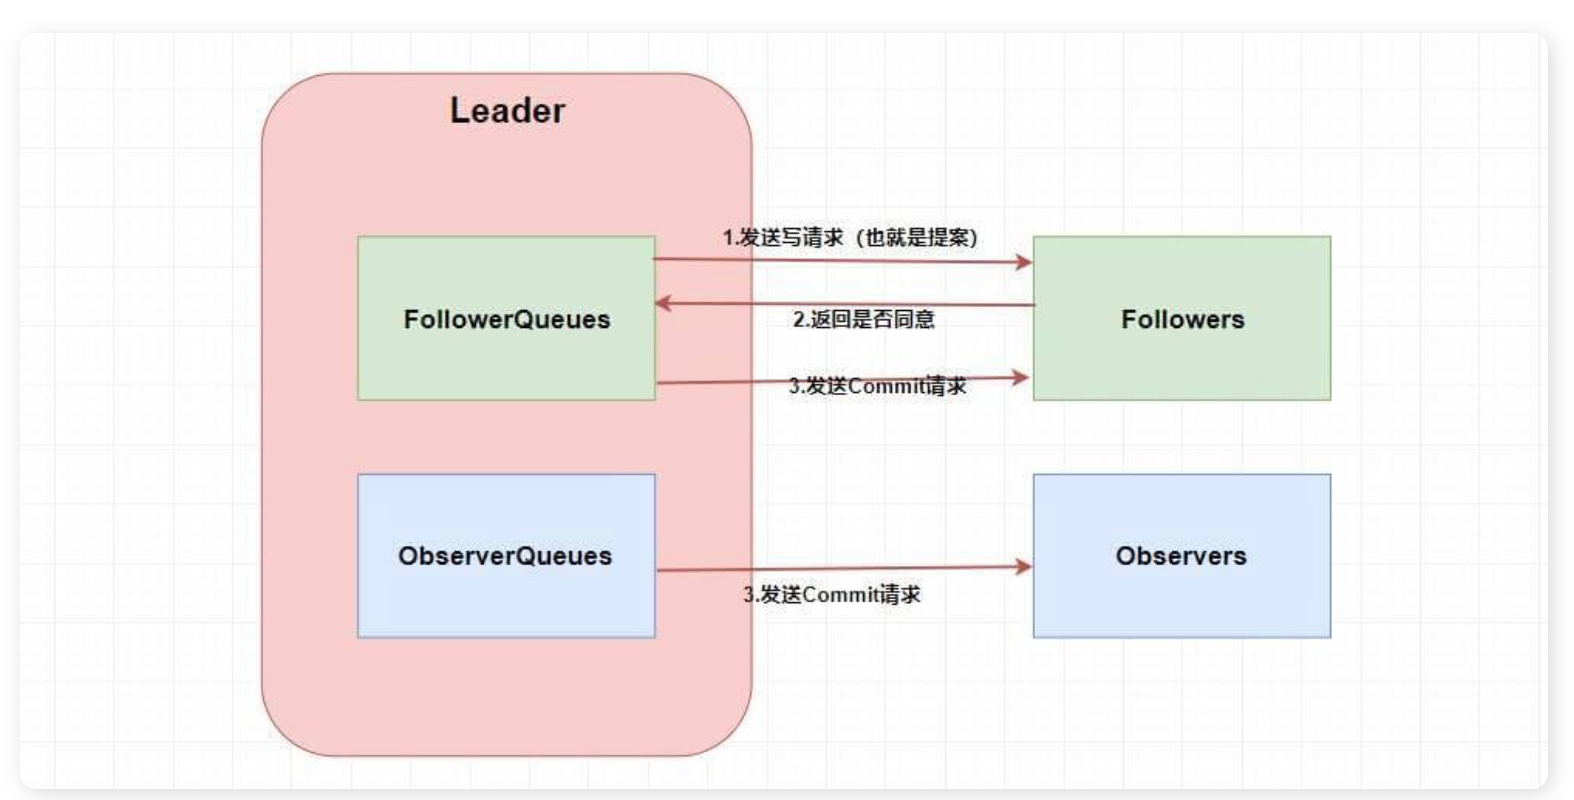 Leader
1.发送写请求（也就是提案）
FollowerQueues
Followers
2.返回是否同意
3.发送Commit请求
ObserverQueues
Observers
3.发送Commit请求